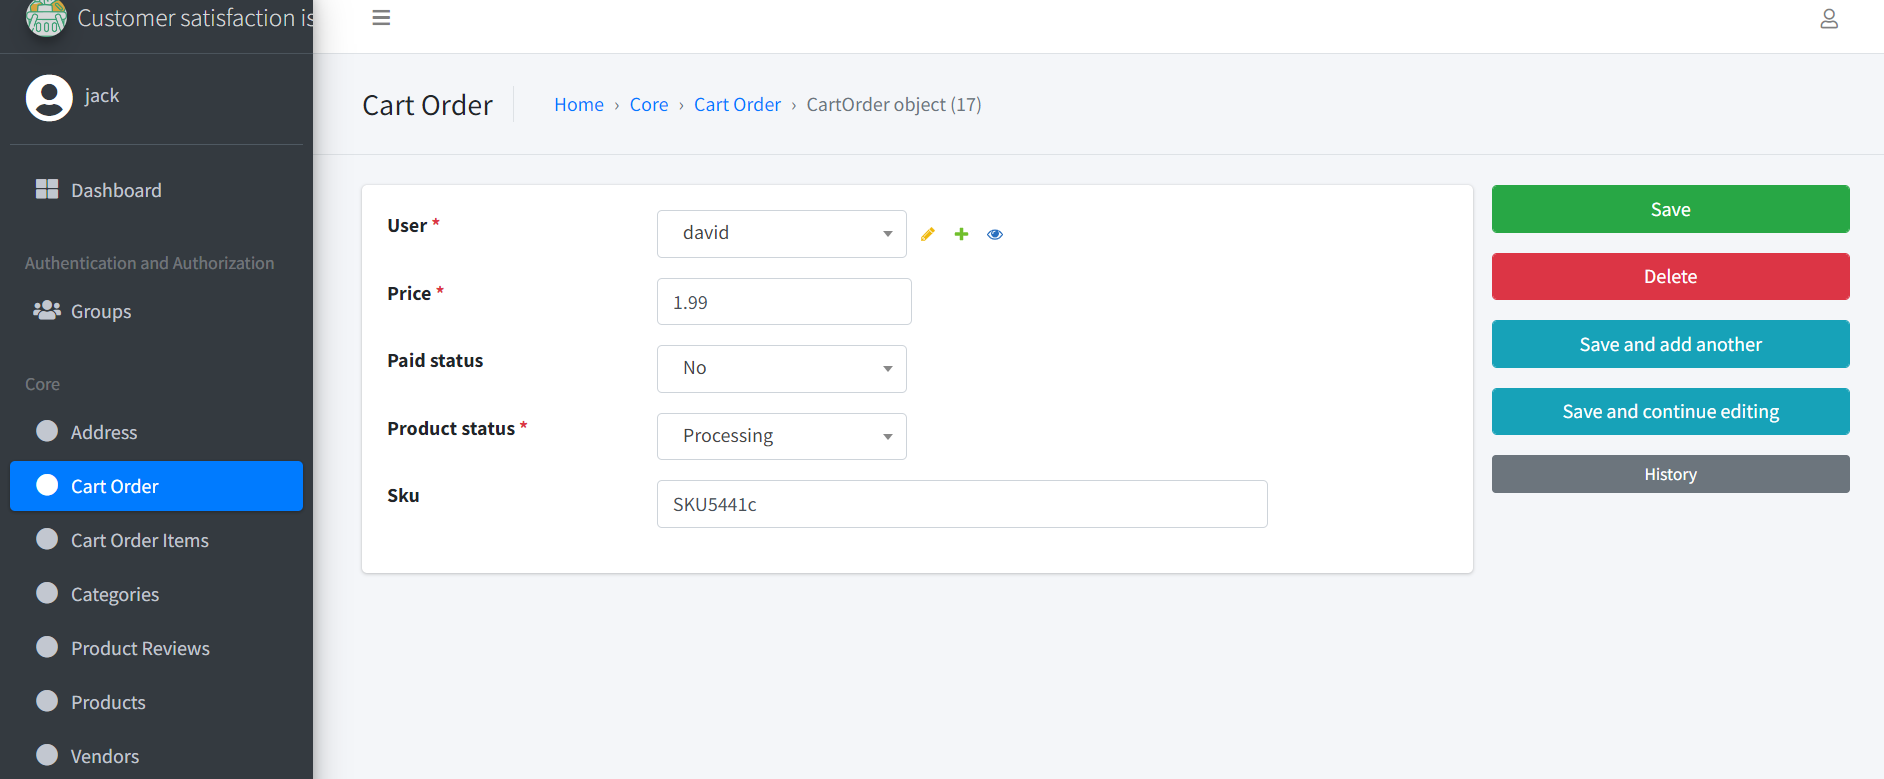 Customer satisfaction is
jack
Dashboard
Authentication and Authorization
Groups
Core
Address
Cart Order
Cart Order Items
Categories
Product Reviews
Products
Vendors
Cart Order
Home › Core › Cart Order › CartOrder object (17)
User * david
Price * 1.99
Paid status No
Product status * Processing
Sku SKU5441c
Save
Delete
Save and add another
Save and continue editing
History